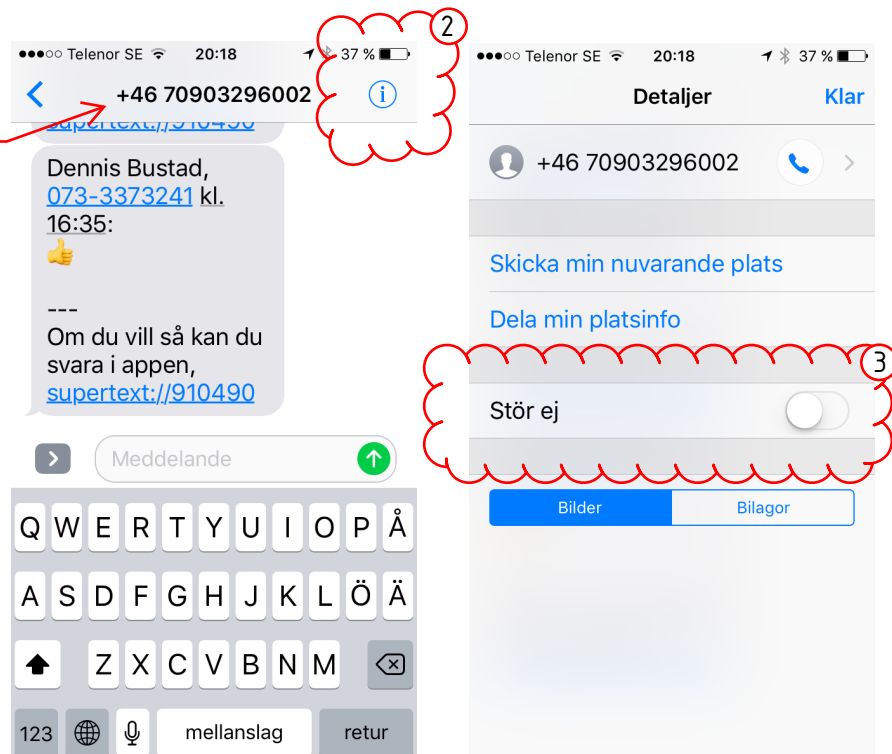 2
●●●○○ Telenor SE 20:18 37 %
+46 70903296002
supertext://910490
Dennis Bustad,
073-3373241 kl.
16:35:
👍
---
Om du vill så kan du
svara i appen,
supertext://910490
Meddelande
Q W E R T Y U I O P Å
A S D F G H J K L Ö Ä
Z X C V B N M
123 mellanslag retur
●●●○○ Telenor SE 20:18 37 %
Detaljer Klar
+46 70903296002
Skicka min nuvarande plats
Dela min platsinfo
3
Stör ej
Bilder Bilagor